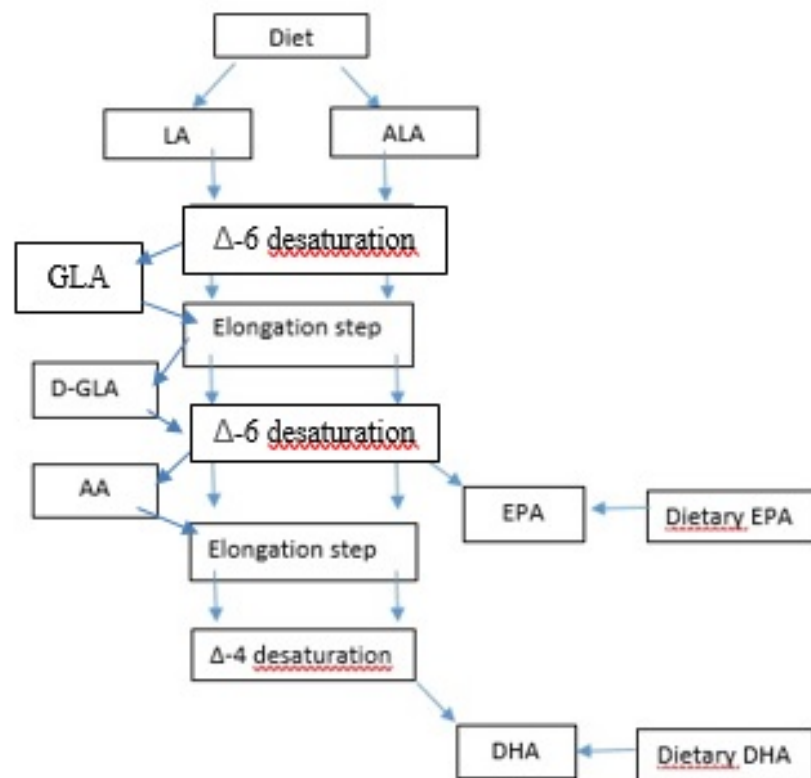 Diet
LA
ALA
Δ-6 desaturation
GLA
Elongation step
D-GLA
Δ-6 desaturation
AA
EPA
Dietary EPA
Elongation step
Δ-4 desaturation
DHA
Dietary DHA